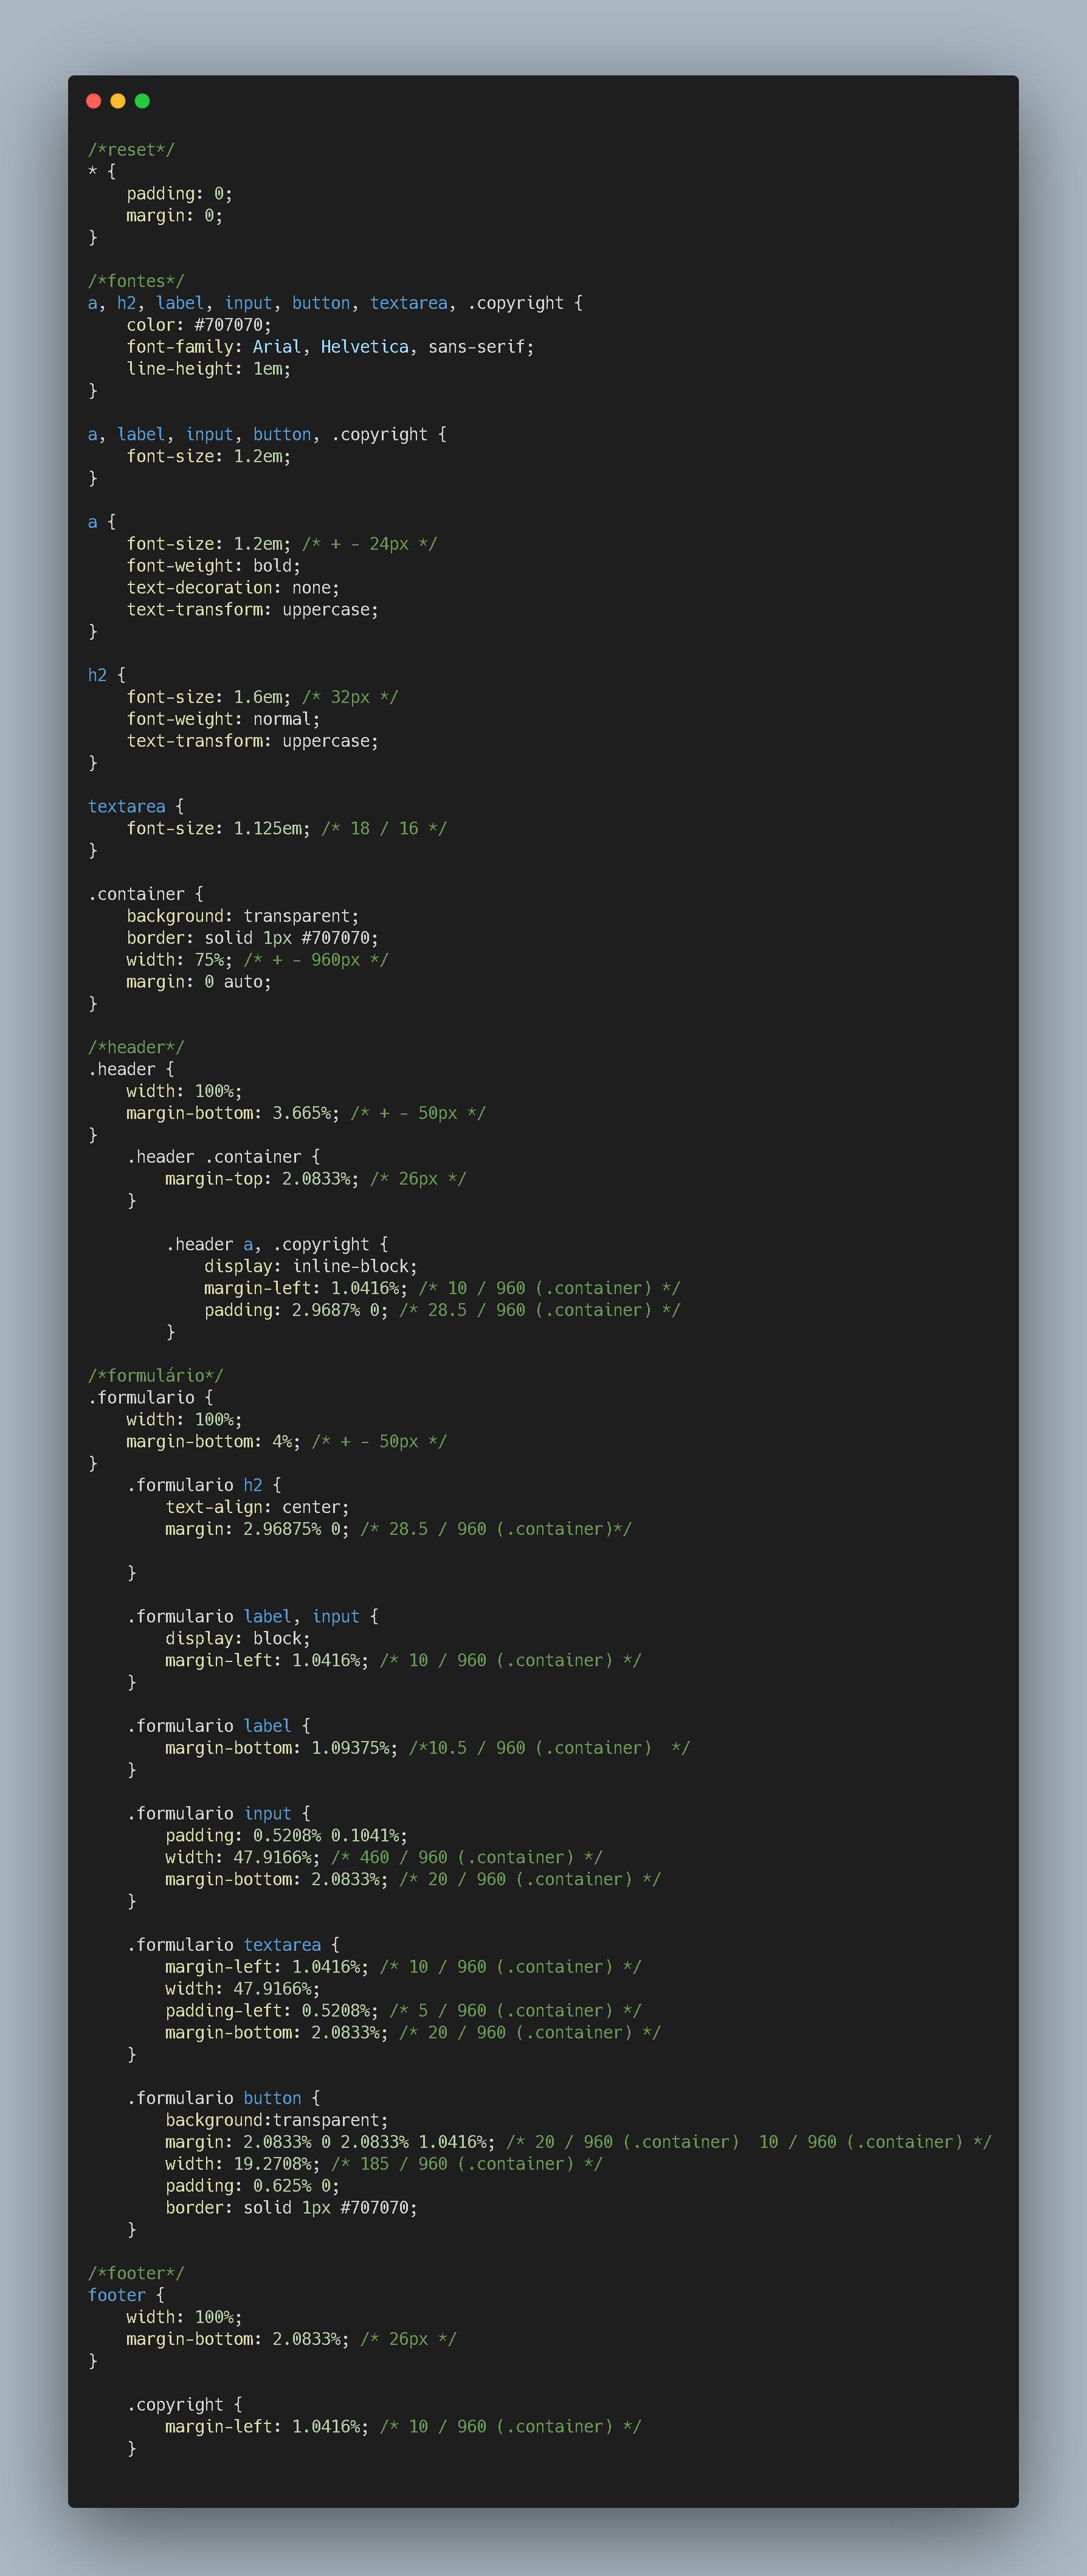 /*reset*/
* {
    padding: 0;
    margin: 0;
}

/*fontes*/
a, h2, label, input, button, textarea, .copyright {
    color: #707070;
    font-family: Arial, Helvetica, sans-serif;
    line-height: 1em;
}

a, label, input, button, .copyright {
    font-size: 1.2em;
}

a {
    font-size: 1.2em; /* + - 24px */
    font-weight: bold;
    text-decoration: none;
    text-transform: uppercase;
}

h2 {
    font-size: 1.6em; /* 32px */
    font-weight: normal;
    text-transform: uppercase;
}

textarea {
    font-size: 1.125em; /* 18 / 16 */
}

.container {
    background: transparent;
    border: solid 1px #707070;
    width: 75%; /* + - 960px */
    margin: 0 auto;
}

/*header*/
.header {
    width: 100%;
    margin-bottom: 3.665%; /* + - 50px */
}
    .header .container {
        margin-top: 2.0833%; /* 26px */
    }

        .header a, .copyright {
            display: inline-block;
            margin-left: 1.0416%; /* 10 / 960 (.container) */
            padding: 2.9687% 0; /* 28.5 / 960 (.container) */
        }

/*formulário*/
.formulario {
    width: 100%;
    margin-bottom: 4%; /* + - 50px */
}
    .formulario h2 {
        text-align: center;
        margin: 2.96875% 0; /* 28.5 / 960 (.container)*/

    }

    .formulario label, input {
        display: block;
        margin-left: 1.0416%; /* 10 / 960 (.container) */
    }

    .formulario label {
        margin-bottom: 1.09375%; /*10.5 / 960 (.container)  */
    }

    .formulario input {
        padding: 0.5208% 0.1041%;
        width: 47.9166%; /* 460 / 960 (.container) */
        margin-bottom: 2.0833%; /* 20 / 960 (.container) */
    }

    .formulario textarea {
        margin-left: 1.0416%; /* 10 / 960 (.container) */
        width: 47.9166%;
        padding-left: 0.5208%; /* 5 / 960 (.container) */
        margin-bottom: 2.0833%; /* 20 / 960 (.container) */
    }

    .formulario button {
        background:transparent;
        margin: 2.0833% 0 2.0833% 1.0416%; /* 20 / 960 (.container)  10 / 960 (.container) */
        width: 19.2708%; /* 185 / 960 (.container) */
        padding: 0.625% 0;
        border: solid 1px #707070;
    }

/*footer*/
footer {
    width: 100%;
    margin-bottom: 2.0833%; /* 26px */
}

    .copyright {
        margin-left: 1.0416%; /* 10 / 960 (.container) */
    }